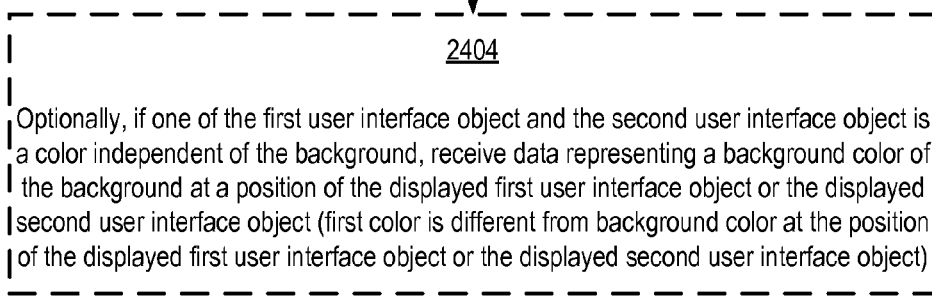 2404
Optionally, if one of the first user interface object and the second user interface object is
a color independent of the background, receive data representing a background color of
the background at a position of the displayed first user interface object or the displayed
second user interface object (first color is different from background color at the position
of the displayed first user interface object or the displayed second user interface object)